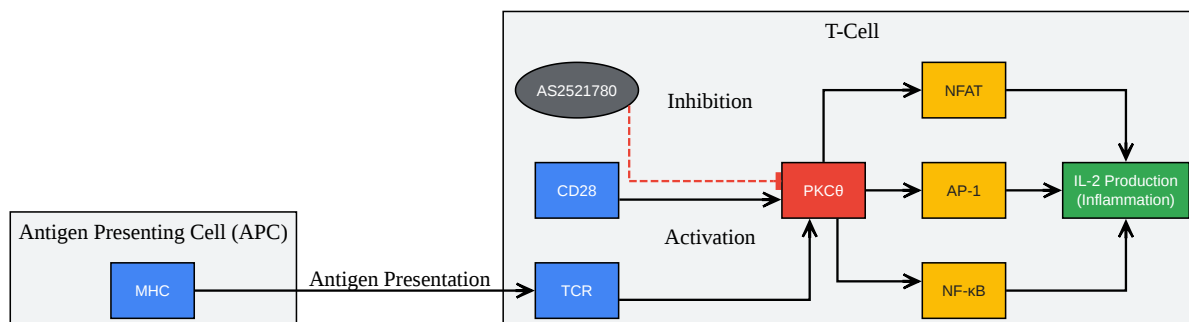 T-Cell
AS2521780
Inhibition
NFAT
CD28
PKCθ
AP-1
IL-2 Production
(Inflammation)
Antigen Presenting Cell (APC)
Activation
MHC
Antigen Presentation
TCR
NF-κB